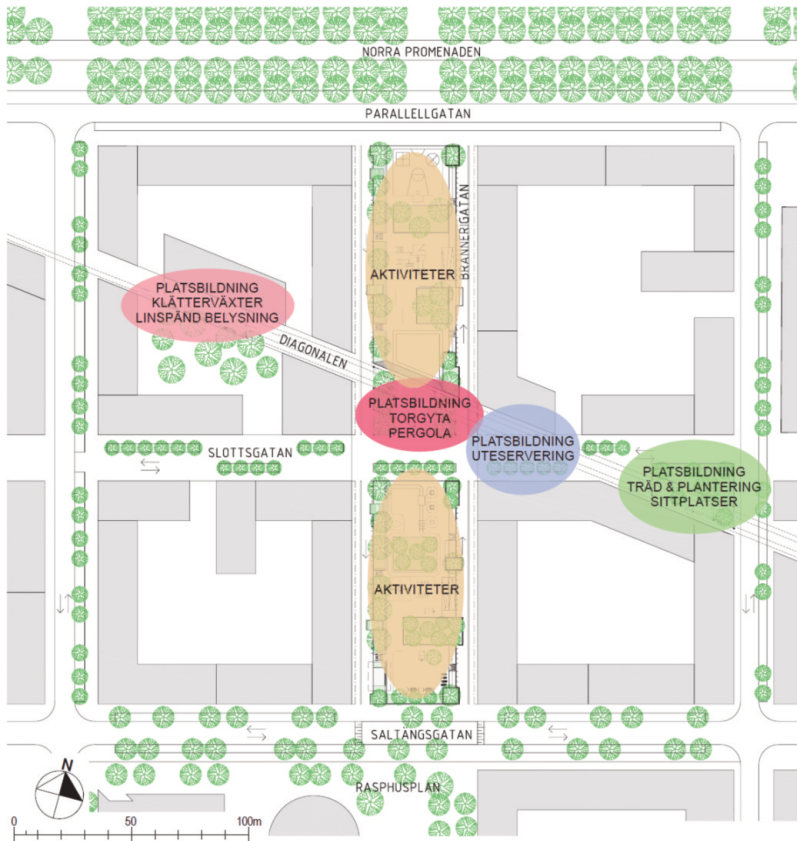 NORRA PROMENADEN
PARALLELLGATAN
BRÄNNERIGATAN
AKTIVITETER
PLATSBILDNING
KLÄTTERVÄXTER
LINSPÄND BELYSNING
DIAGONALEN
PLATSBILDNING
TORGYTA
PERGOLA
PLATSBILDNING
UTESERVERING
SLOTTSGATAN
PLATSBILDNING
TRÄD & PLANTERING
SITTPLATSER
AKTIVITETER
SALTÄNGSGATAN
RASPHUSPLAN
N
0 50 100m